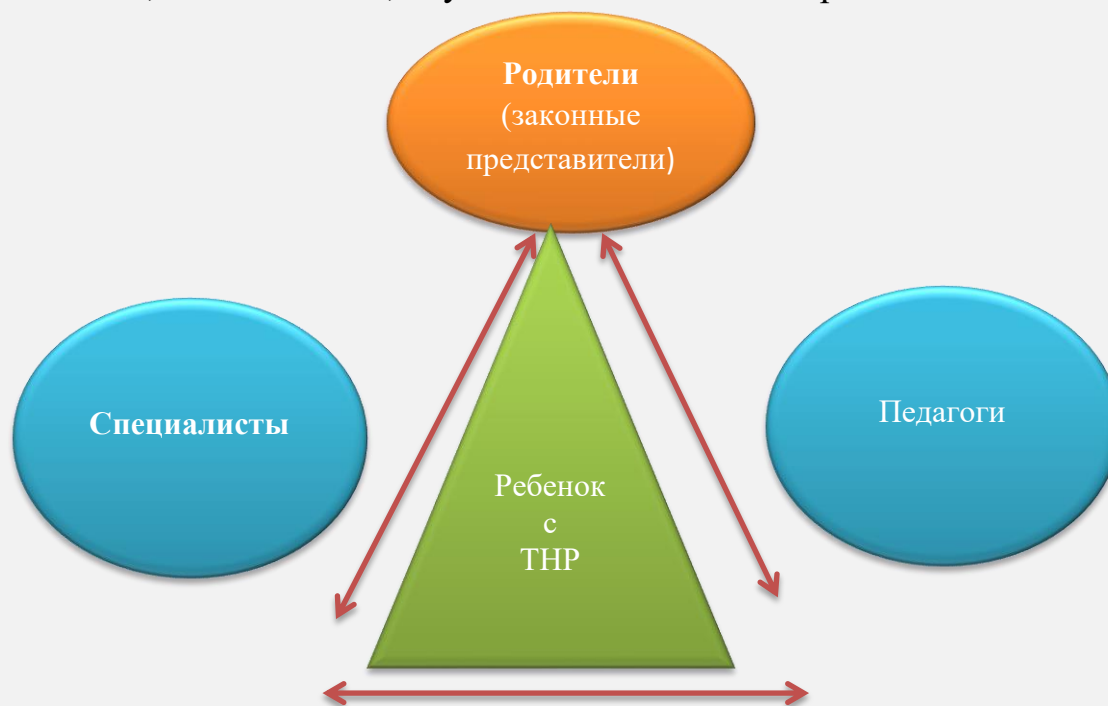 Родители
(законные
представители)
Специалисты
Педагоги
Ребенок
с
ТНР